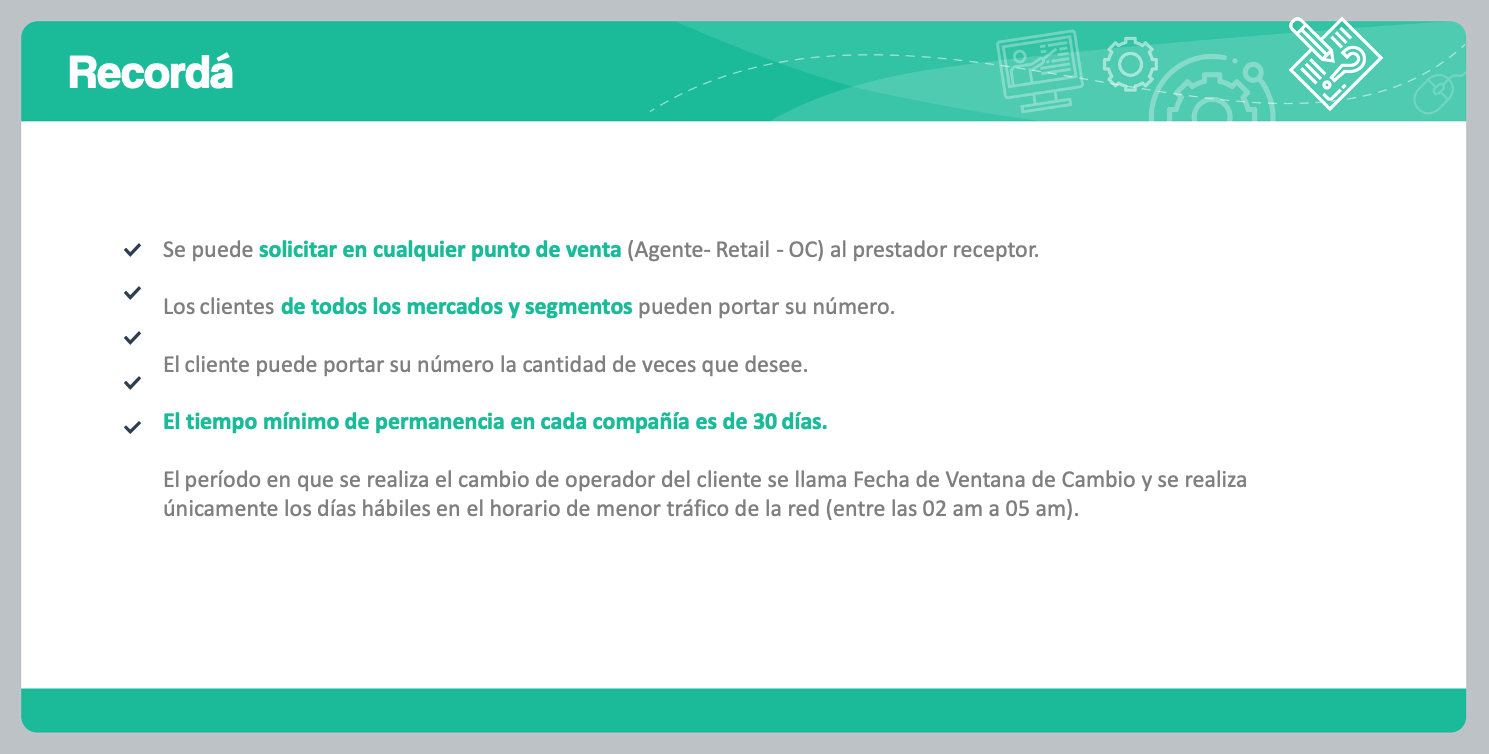 Recordá
Se puede solicitar en cualquier punto de venta (Agente- Retail - OC) al prestador receptor.
Los clientes de todos los mercados y segmentos pueden portar su número.
El cliente puede portar su número la cantidad de veces que desee.
El tiempo mínimo de permanencia en cada compañía es de 30 días.
El período en que se realiza el cambio de operador del cliente se llama Fecha de Ventana de Cambio y se realiza
únicamente los días hábiles en el horario de menor tráfico de la red (entre las 02 am a 05 am).